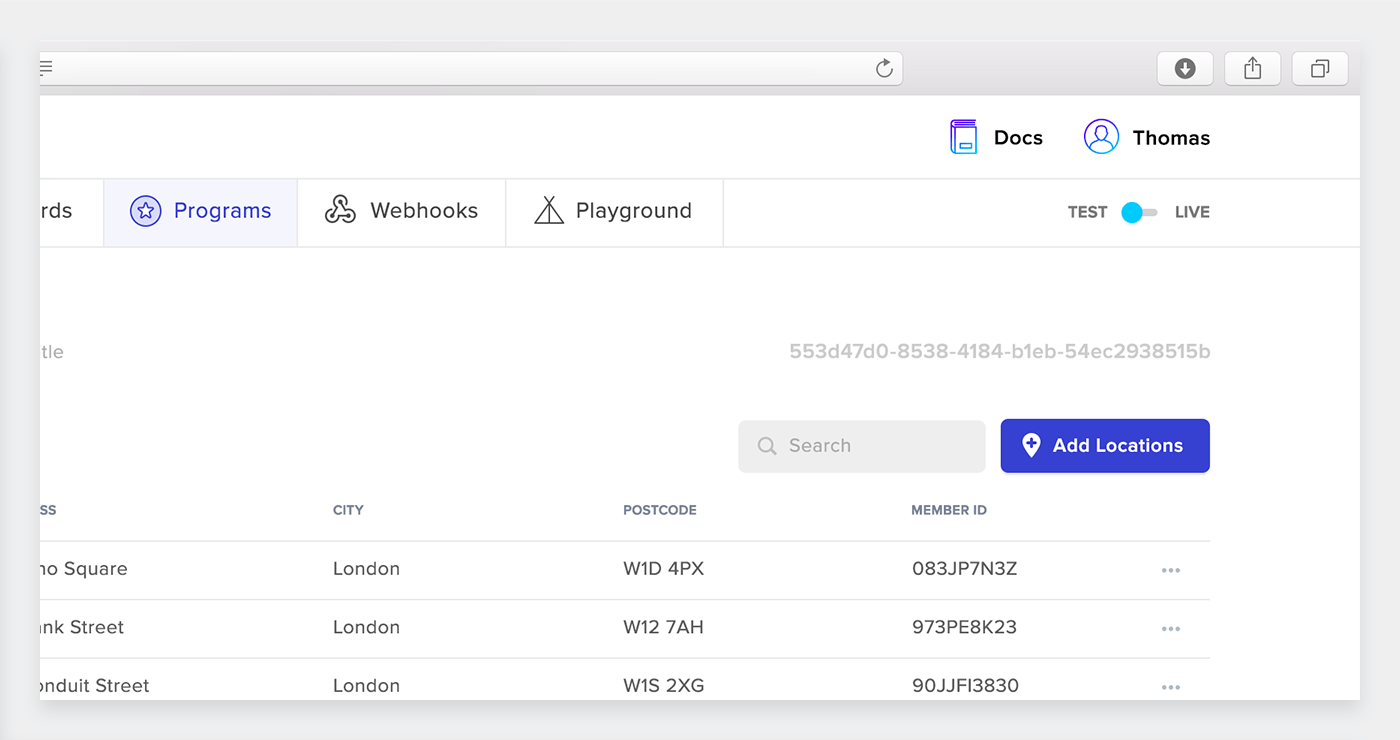 Docs Thomas
rds Programs Webhooks Playground TEST LIVE
tle 553d47d0-8538-4184-b1eb-54ec2938515b
Search Add Locations
SS CITY POSTCODE MEMBER ID
ho Square London W1D 4PX 083JP7N3Z
nk Street London W12 7AH 973PE8K23
onduit Street London W1S 2XG 90JJFI3830